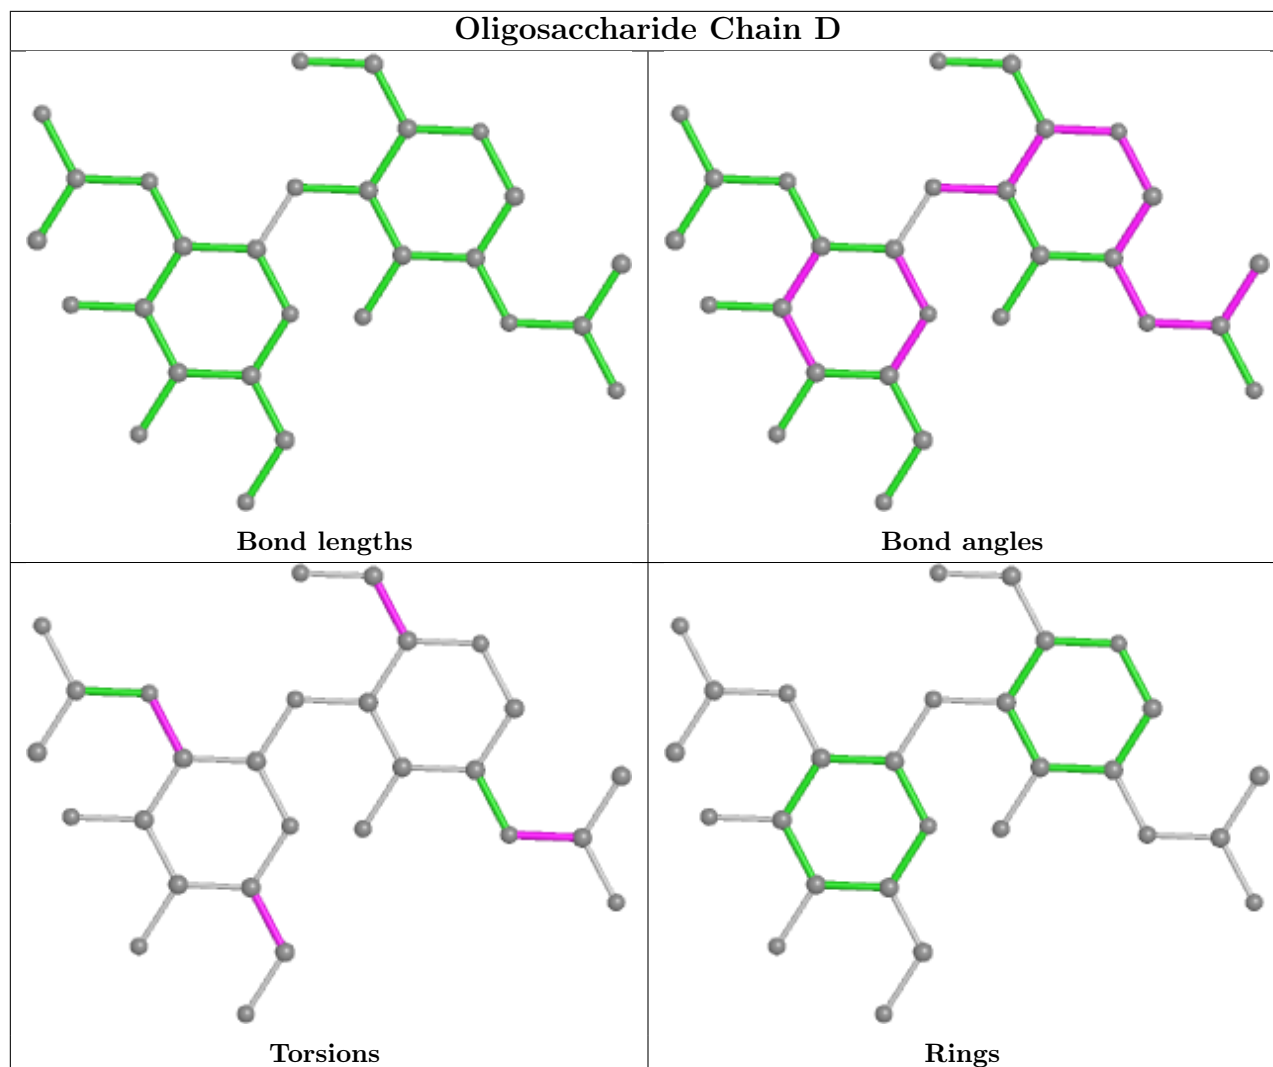 Oligosaccharide Chain D
Bond lengths
Bond angles
Torsions
Rings